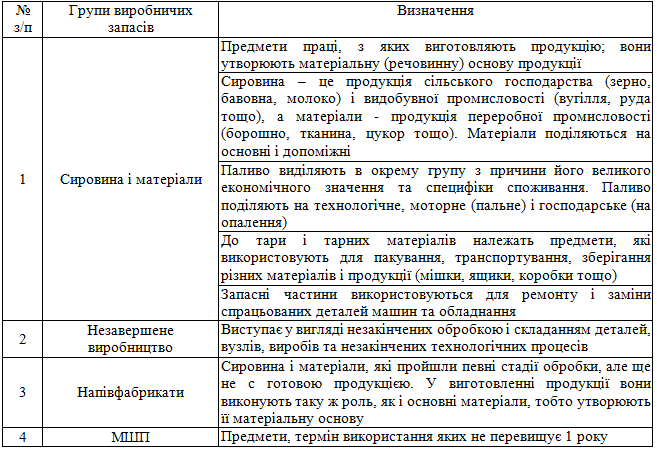 №
з/п
Групи виробничих
запасів
Визначення
1
Сировина і матеріали
Предмети праці, з яких виготовляють продукцію; вони
утворюють матеріальну (речовинну) основу продукції
Сировина – це продукція сільського господарства (зерно,
бавовна, молоко) і видобувної промисловості (вугілля, руда
тощо), а матеріали - продукція переробної промисловості
(борошно, тканина, цукор тощо). Матеріали поділяються на
основні і допоміжні
Паливо виділяють в окрему групу з причини його великого
економічного значення та специфіки споживання. Паливо
поділяють на технологічне, моторне (пальне) і господарське (на
опалення)
До тари і тарних матеріалів належать предмети, які
використовують для пакування, транспортування, зберігання
різних матеріалів і продукції (мішки, ящики, коробки тощо)
Запасні частини використовуються для ремонту і заміни
спрацьованих деталей машин та обладнання
2
Незавершене
виробництво
Виступає у вигляді незакінчених обробкою і складанням деталей,
вузлів, виробів та незакінчених технологічних процесів
3
Напівфабрикати
Сировина і матеріали, які пройшли певні стадії обробки, але ще
не с готовою продукцією. У виготовленні продукції вони
виконують таку ж роль, як і основні матеріали, тобто утворюють
її матеріальну основу
4
МШП
Предмети, термін використання яких не перевищує 1 року